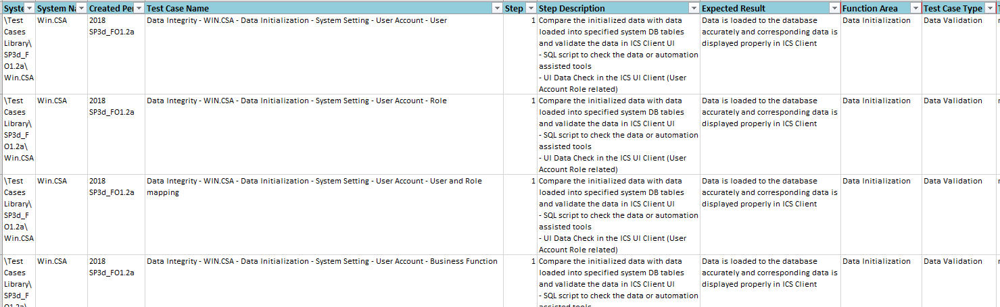 Syste System Na Created Per Test Case Name Step Step Description Expected Result Function Area Test Case Type
\Test
Cases
Library\
SP3d_F
O1.2a\
Win.CSA
Win.CSA
2018
SP3d_FO1.2a
Data Integrity - WIN.CSA - Data Initialization - System Setting - User Account - User
1
Compare the initialized data with data
loaded into specified system DB tables
and validate the data in ICS Client UI
- SQL script to check the data or automation
assisted tools
- UI Data Check in the ICS UI Client (User
Account Role related)
Data is loaded to the database
accurately and corresponding data is
displayed properly in ICS Client
Data Initialization
Data Validation
\Test
Cases
Library\
SP3d_F
O1.2a\
Win.CSA
Win.CSA
2018
SP3d_FO1.2a
Data Integrity - WIN.CSA - Data Initialization - System Setting - User Account - Role
1
Compare the initialized data with data
loaded into specified system DB tables
and validate the data in ICS Client UI
- SQL script to check the data or automation
assisted tools
- UI Data Check in the ICS UI Client (User
Account Role related)
Data is loaded to the database
accurately and corresponding data is
displayed properly in ICS Client
Data Initialization
Data Validation
\Test
Cases
Library\
SP3d_F
O1.2a\
Win.CSA
Win.CSA
2018
SP3d_FO1.2a
Data Integrity - WIN.CSA - Data Initialization - System Setting - User Account - User and Role
mapping
1
Compare the initialized data with data
loaded into specified system DB tables
and validate the data in ICS Client UI
- SQL script to check the data or automation
assisted tools
- UI Data Check in the ICS UI Client (User
Account Role related)
Data is loaded to the database
accurately and corresponding data is
displayed properly in ICS Client
Data Initialization
Data Validation
\Test
Cases
Library\
SP3d_F
O1.2a\
Win.CSA
2018
SP3d_FO1.2a
Data Integrity - WIN.CSA - Data Initialization - System Setting - User Account - Business Function
1
Compare the initialized data with data
loaded into specified system DB tables
and validate the data in ICS Client UI
- SQL script to check the data or automation
assisted tools
Data is loaded to the database
accurately and corresponding data is
displayed properly in ICS Client
Data Initialization
Data Validation